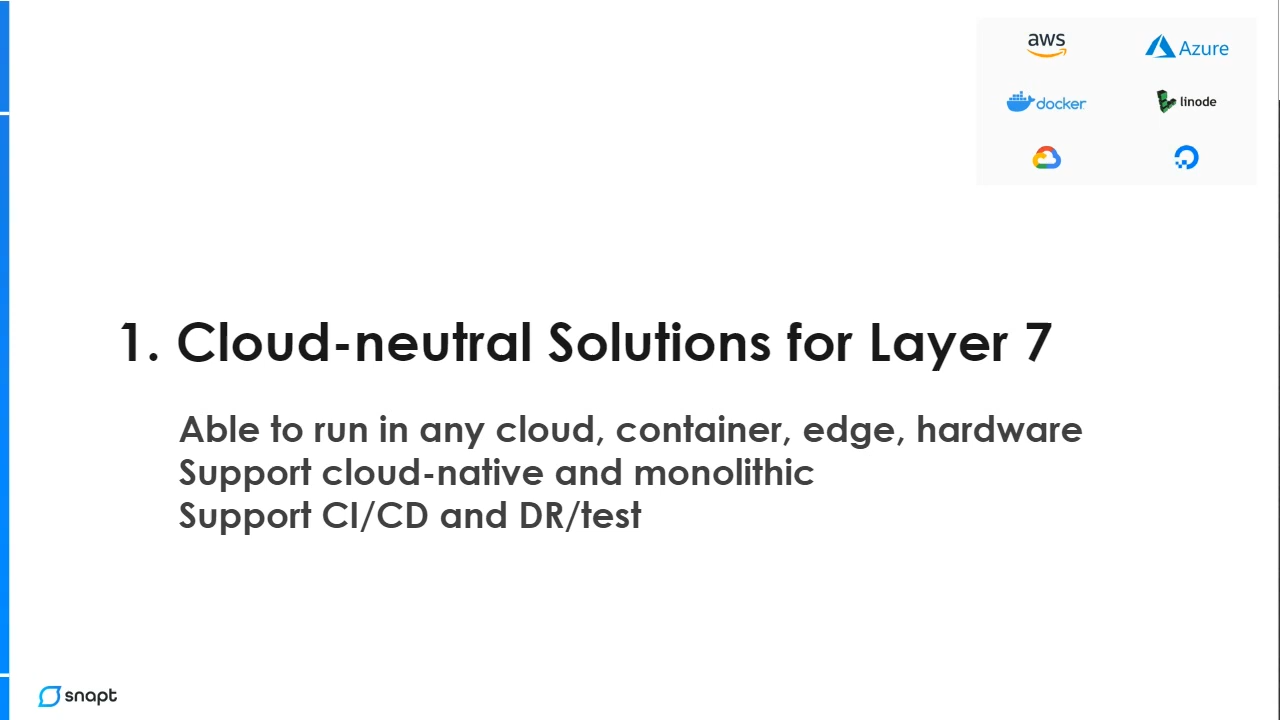 aws
Azure
docker
linode
1. Cloud-neutral Solutions for Layer 7
Able to run in any cloud, container, edge, hardware
Support cloud-native and monolithic
Support CI/CD and DR/test
snapt